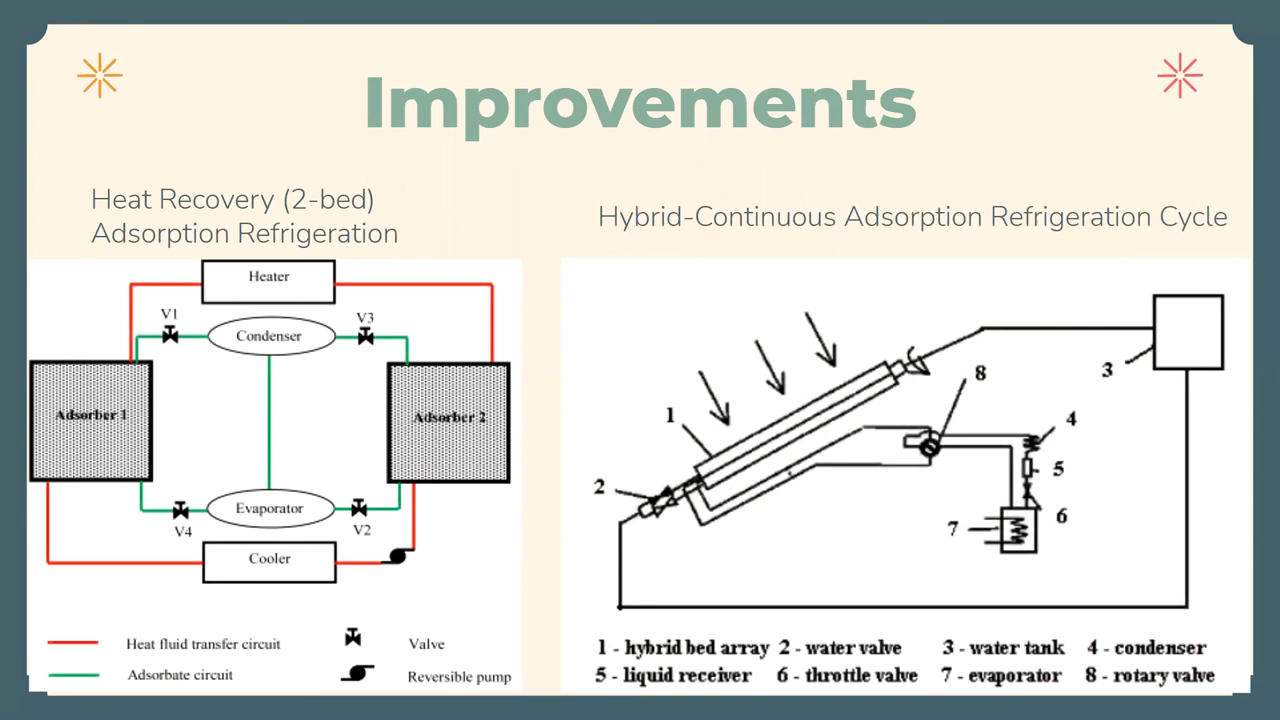 Improvements
Heat Recovery (2-bed)
Adsorption Refrigeration
Heater
V1
V3
Condenser
Adsorber 1
Adsorber 2
Evaporator
V4
V2
Cooler
Heat fluid transfer circuit
Valve
Adsorbate circuit
Reversible pump
Hybrid-Continuous Adsorption Refrigeration Cycle
1
2
3
4
5
6
7
8
1 - hybrid bed array 2 - water valve 3 - water tank 4 - condenser
5 - liquid receiver 6 - throttle valve 7 - evaporator 8 - rotary valve